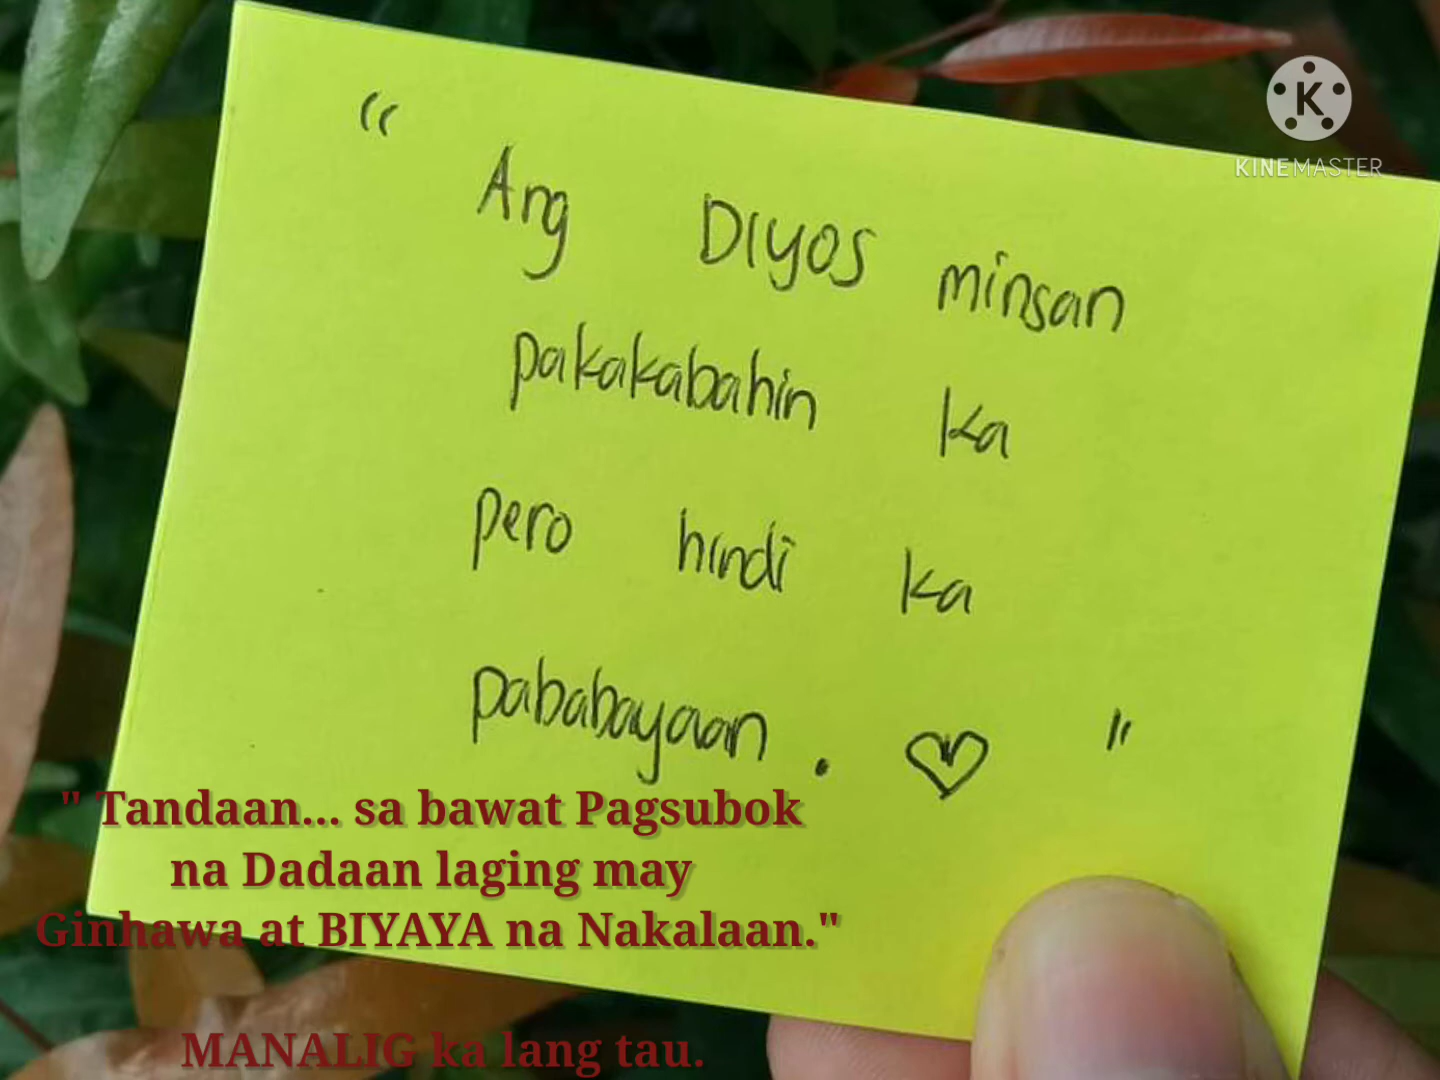 "
Ang DIYOS minsan
pakakabahin ka
pero hindi ka
pababayaan. ♡ "
K
KINEMASTER
" Tandaan... sa bawat Pagsubok
na Dadaan laging may
Ginhawa at BIYAYA na Nakalaan."
MANALIG ka lang tau.